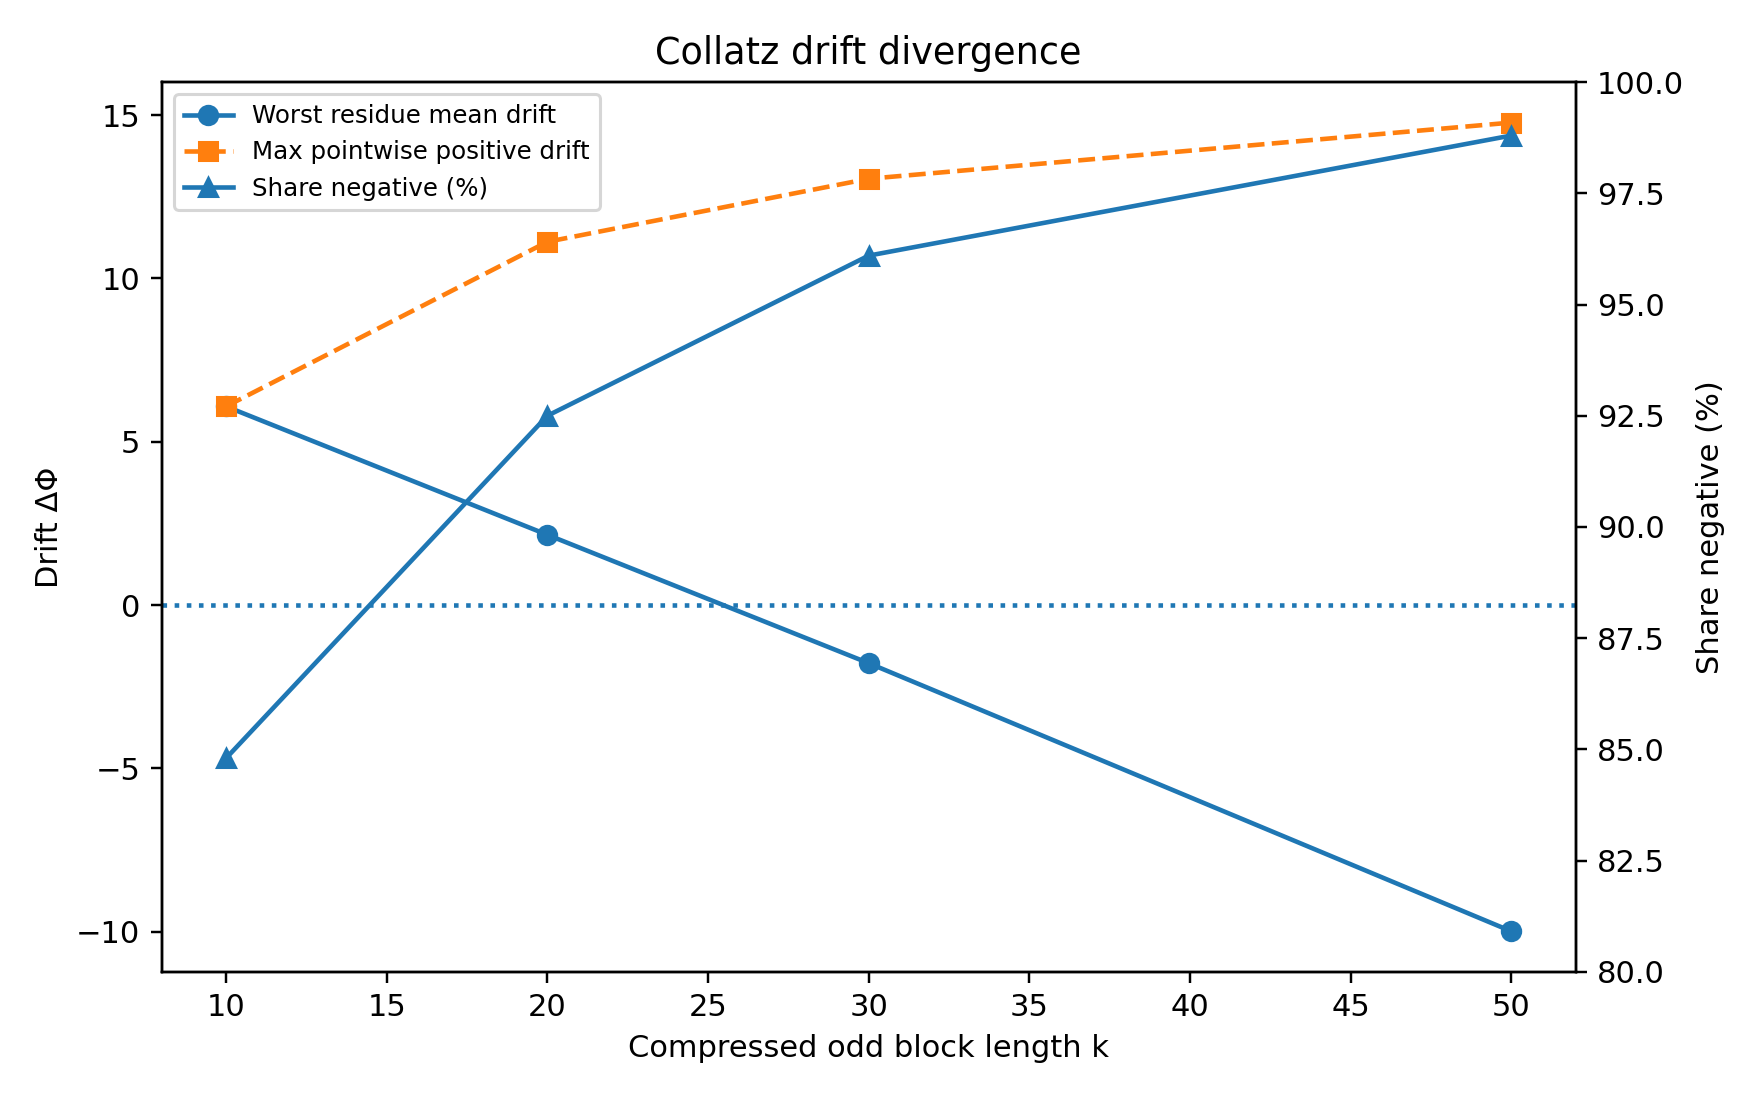 Collatz drift divergence
Worst residue mean drift
Max pointwise positive drift
Share negative (%)
15
10
5
0
−5
−10
Drift ΔΦ
100.0
97.5
95.0
92.5
90.0
87.5
85.0
82.5
80.0
Share negative (%)
10 15 20 25 30 35 40 45 50
Compressed odd block length k